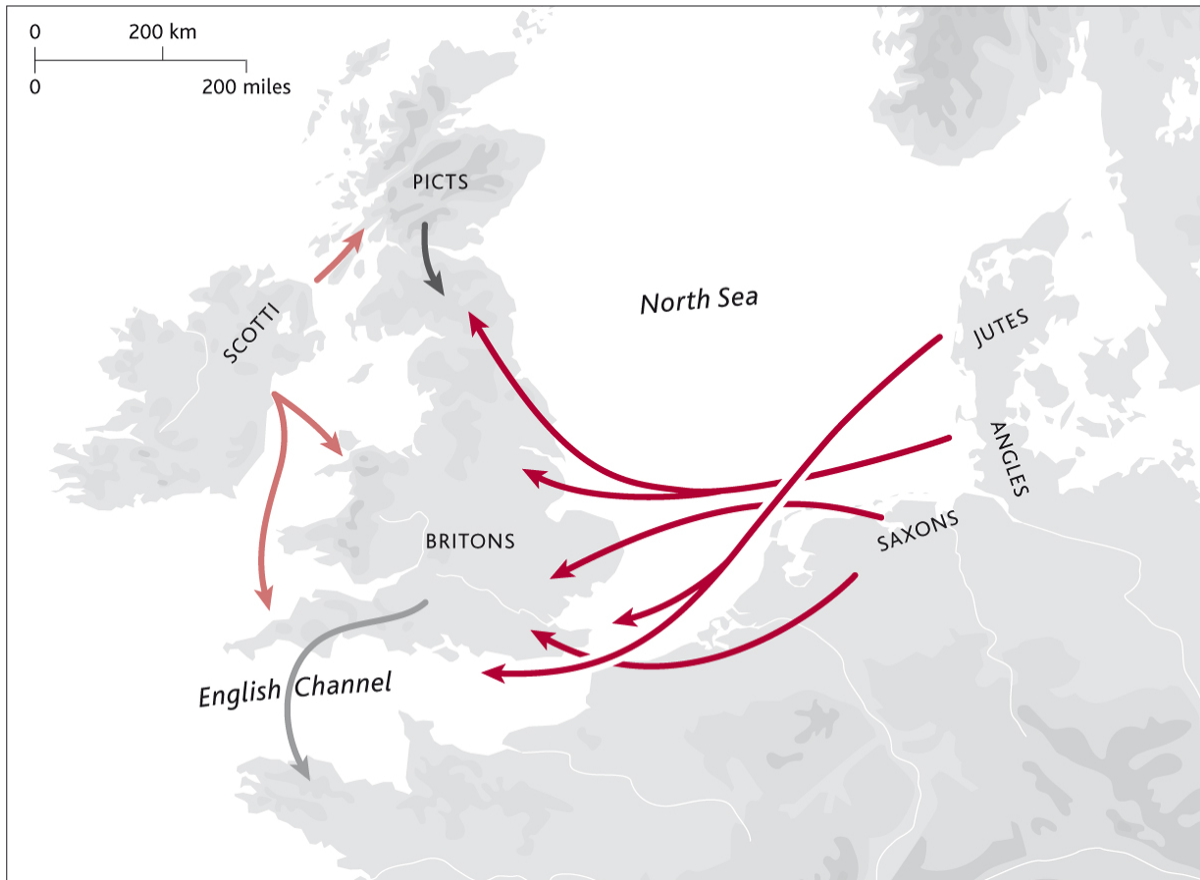 0 200 km
0 200 miles
PICTS
North Sea
SCOTTI
JUTES
ANGLES
BRITONS
SAXONS
English Channel